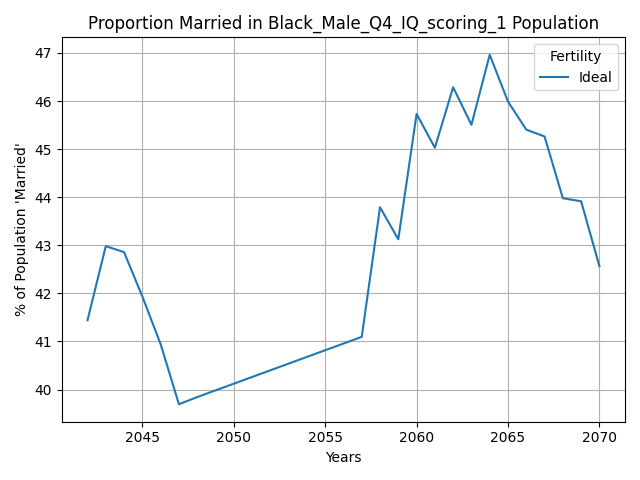 Proportion Married in Black_Male_Q4_IQ_scoring_1 Population
% of Population 'Married'
47
46
45
44
43
42
41
40
Fertility
Ideal
2045 2050 2055 2060 2065 2070
Years